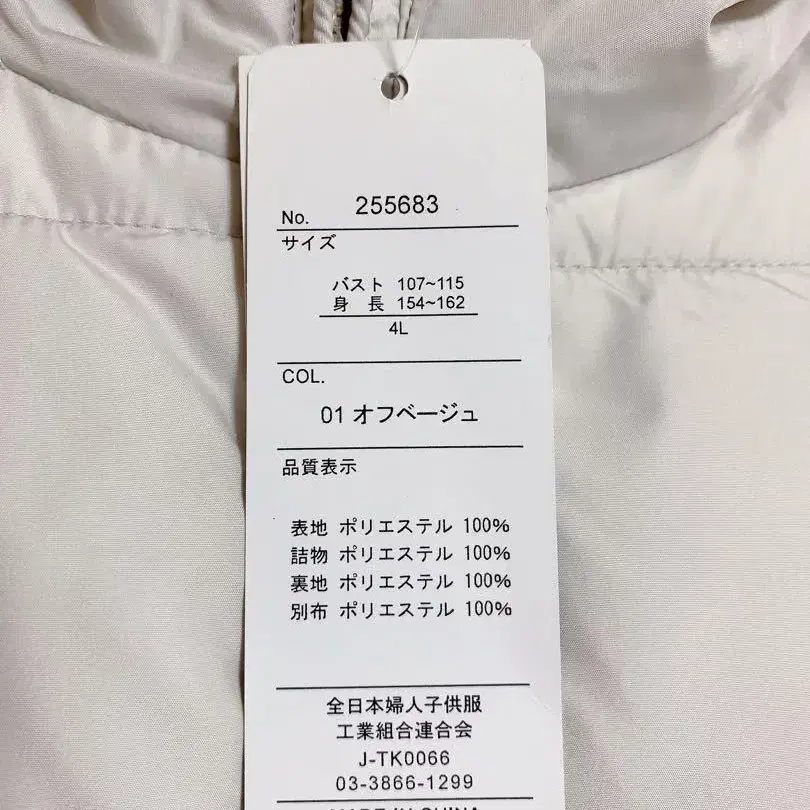 No. 255683
サイズ
バスト 107~115
身 長 154~162
4L
COL.
01 オフベージュ
品質表示
表地 ポリエステル 100%
詰物 ポリエステル 100%
裏地 ポリエステル 100%
別布 ポリエステル 100%
全日本婦人子供服
工業組合連合会
J-TK0066
03-3866-1299
MADE IN CHINA